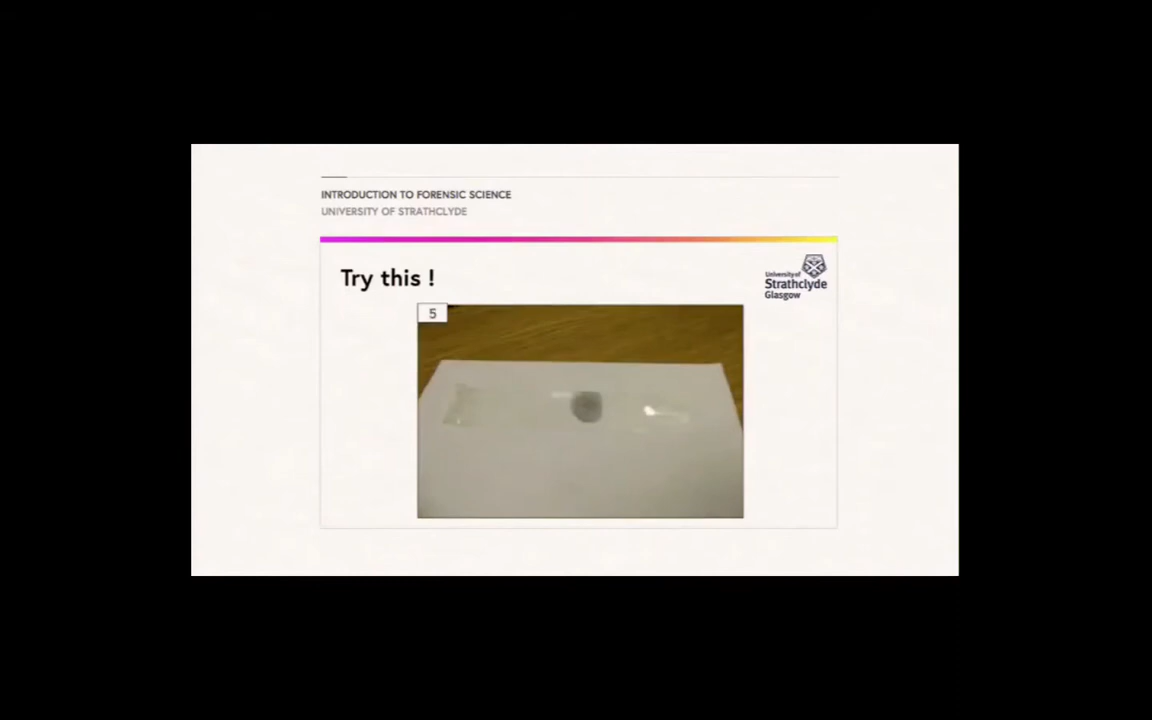 INTRODUCTION TO FORENSIC SCIENCE
UNIVERSITY OF STRATHCLYDE
Try this !
University of
Strathclyde
Glasgow
5